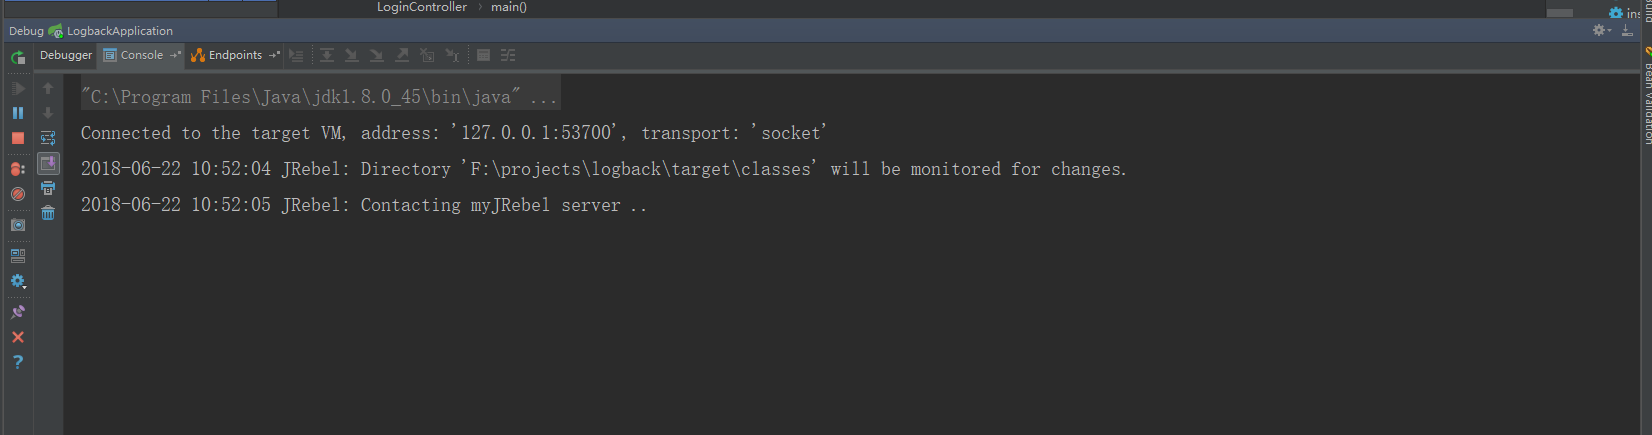 LoginController › main()
ins
Debug LogbackApplication
Debugger Console Endpoints
"C:\Program Files\Java\jdk1.8.0_45\bin\java" ...
Connected to the target VM, address: '127.0.0.1:53700', transport: 'socket'
2018-06-22 10:52:04 JRebel: Directory 'F:\projects\logback\target\classes' will be monitored for changes.
2018-06-22 10:52:05 JRebel: Contacting myJRebel server ..
Bean Validation